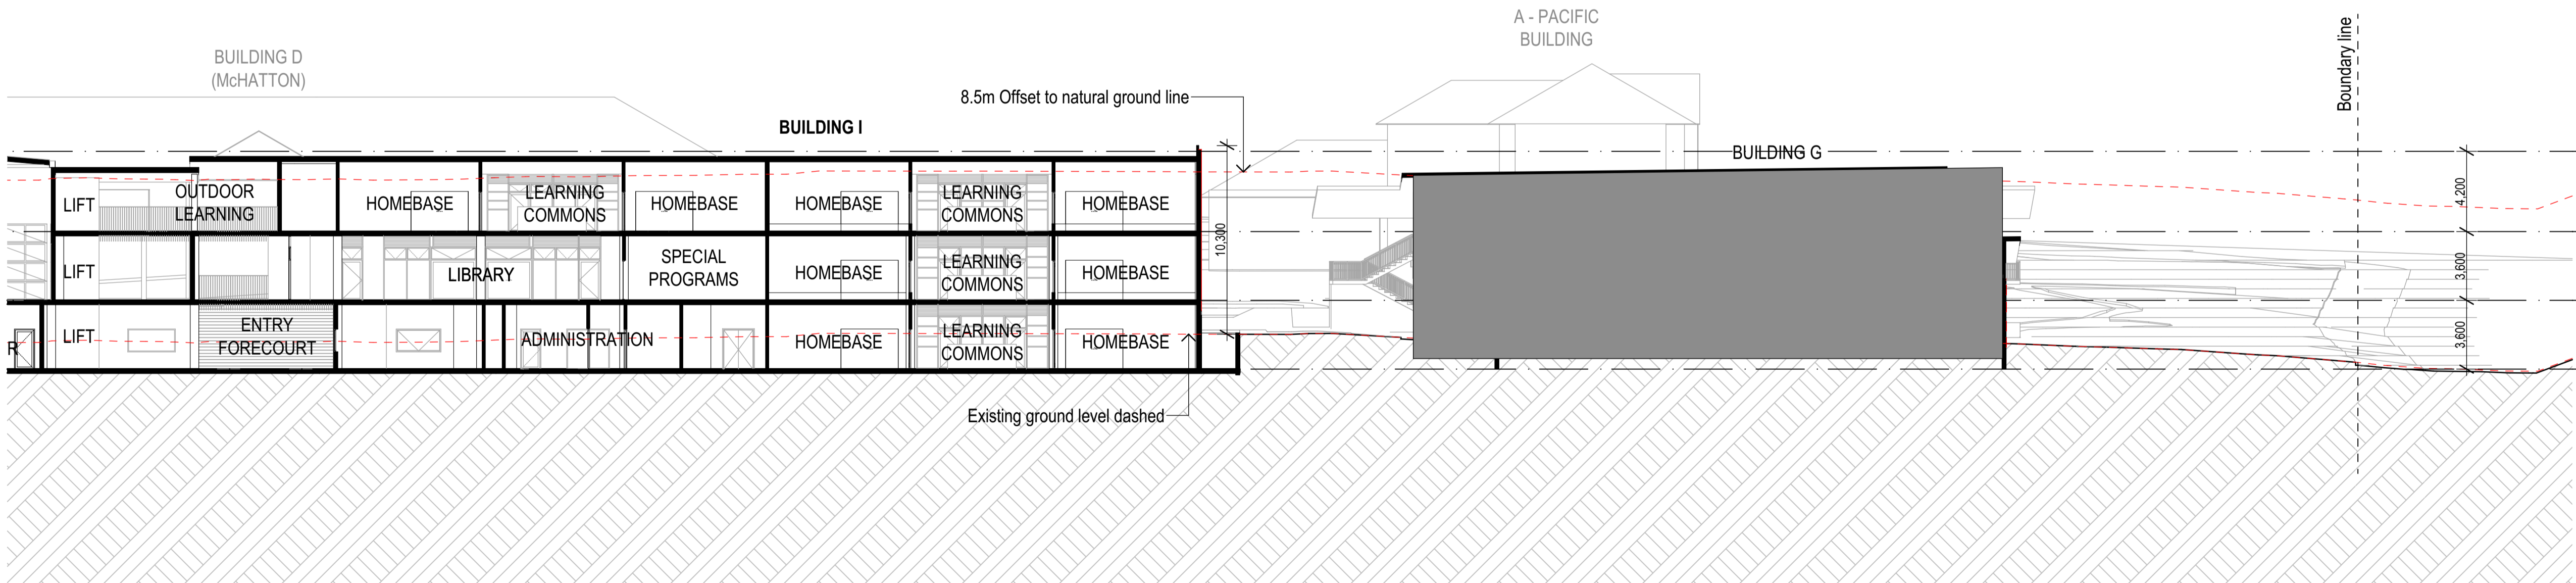 A - PACIFIC
BUILDING
BUILDING D
(McHATTON)
Boundary line
8.5m Offset to natural ground line
BUILDING I
BUILDING G
LIFT
OUTDOOR
LEARNING
HOMEBASE
LEARNING
COMMONS
HOMEBASE
HOMEBASE
LEARNING
COMMONS
HOMEBASE
4,200
10,300
LIFT
LIBRARY
SPECIAL
PROGRAMS
HOMEBASE
LEARNING
COMMONS
HOMEBASE
3,600
R
LIFT
ENTRY
FORECOURT
ADMINISTRATION
HOMEBASE
LEARNING
COMMONS
HOMEBASE
3,600
Existing ground level dashed